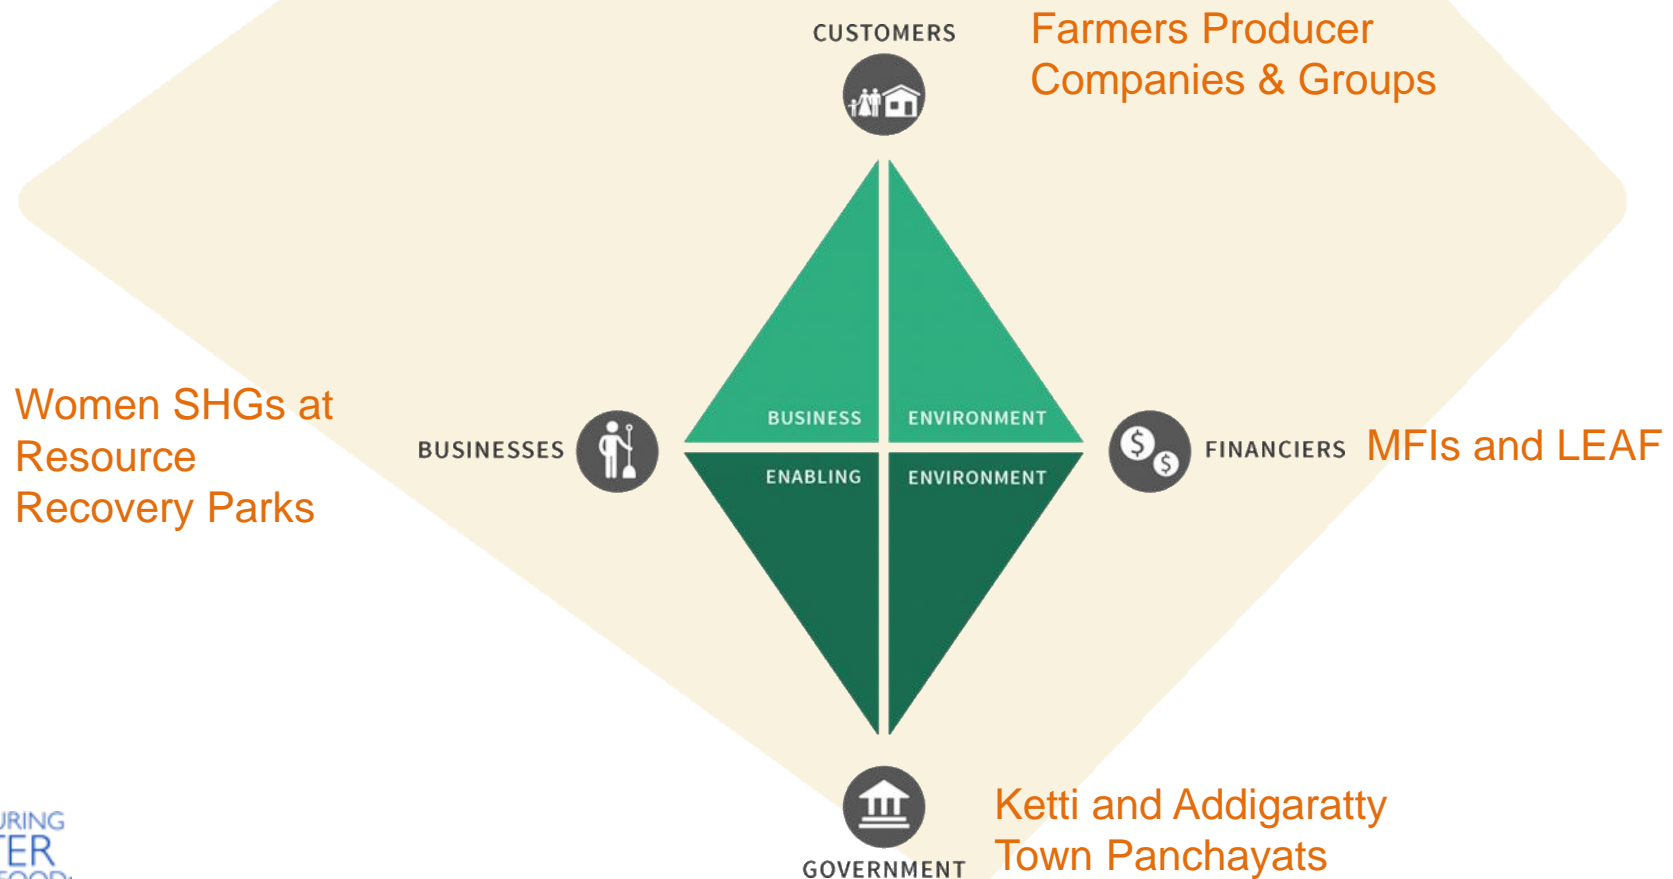 CUSTOMERS
Farmers Producer
Companies & Groups
Women SHGs at
Resource
Recovery Parks
BUSINESSES
BUSINESS
ENVIRONMENT
ENABLING
ENVIRONMENT
$
$
FINANCIERS
MFIs and LEAF
GOVERNMENT
Ketti and Addigaratty
Town Panchayats